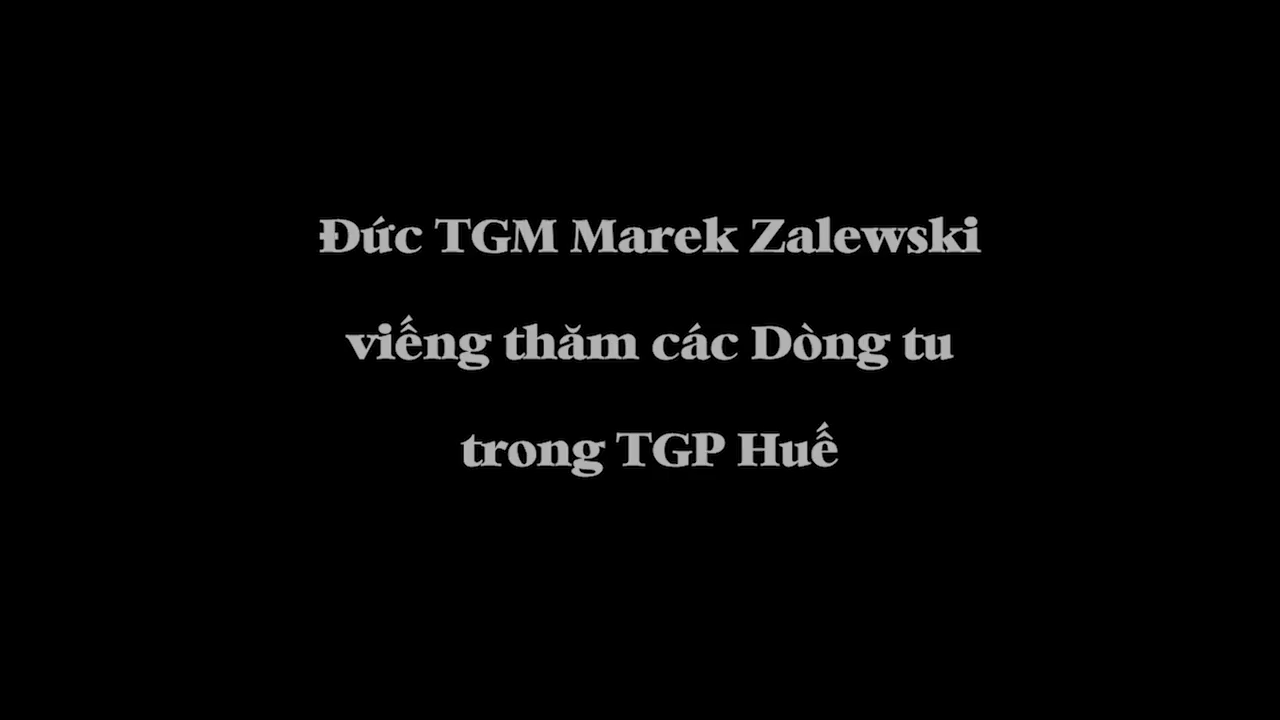 Đức TGM Marek Zalewski
viếng thăm các Dòng tu
trong TGP Huế